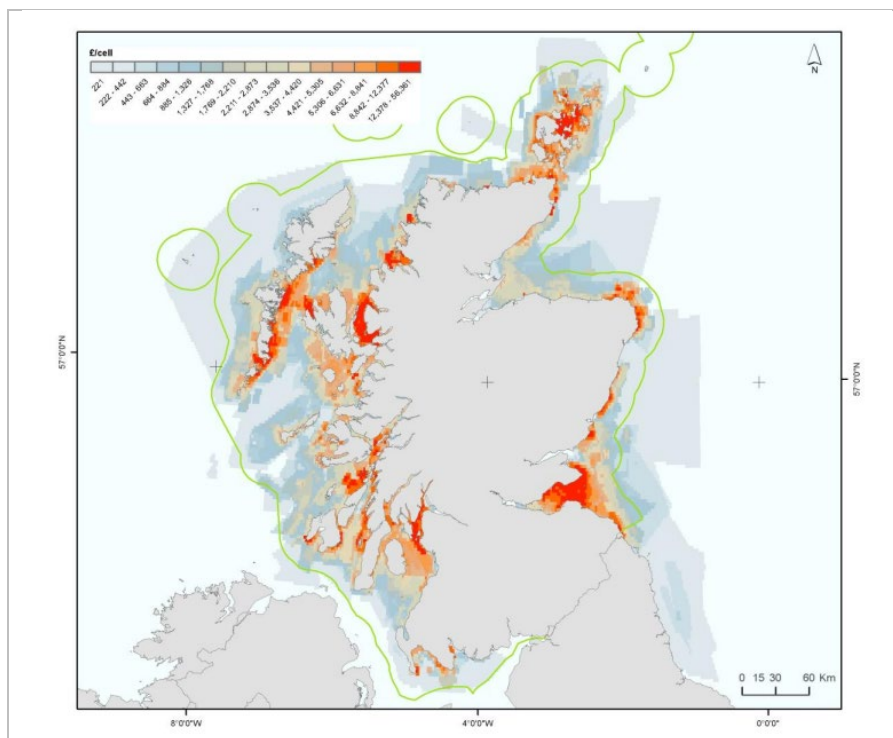 £/cell
221
222 - 442
443 - 663
664 - 884
885 - 1,326
1,327 - 1,768
1,769 - 2,210
2,211 - 2,873
2,874 - 3,536
3,537 - 4,420
4,421 - 5,305
5,306 - 6,631
6,632 - 8,841
8,842 - 12,377
12,378 - 56,361
N
57°0'0"N
57°0'0"N
0 15 30 60 Km
8°0'0"W
4°0'0"W
0°0'0"